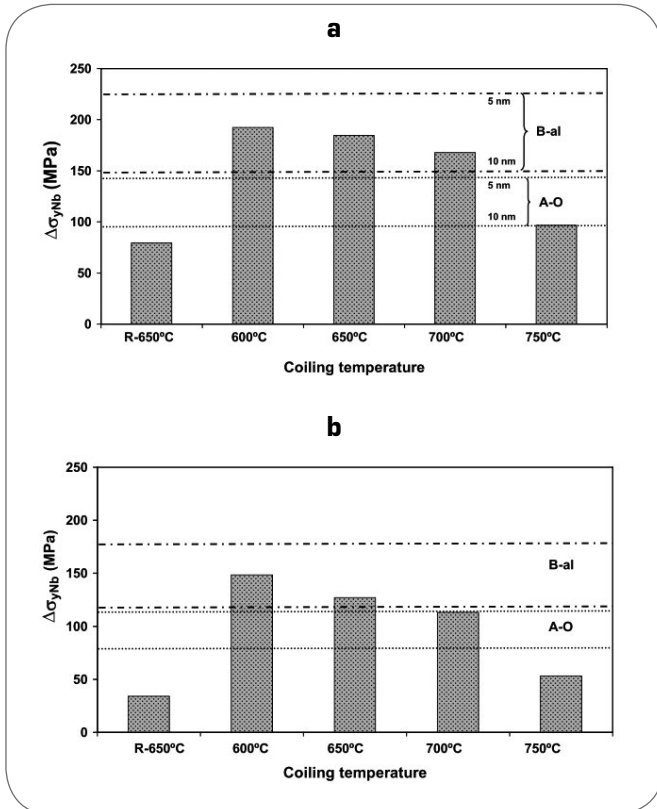 a
250
200
150
100
50
0
ΔσyNb (MPa)
5 nm
B-al
10 nm
5 nm
A-O
10 nm
R-650ºC 600ºC 650ºC 700ºC 750ºC
Coiling temperature
b
250
200
150
100
50
0
ΔσyNb (MPa)
B-al
A-O
R-650ºC 600ºC 650ºC 700ºC 750ºC
Coiling temperature